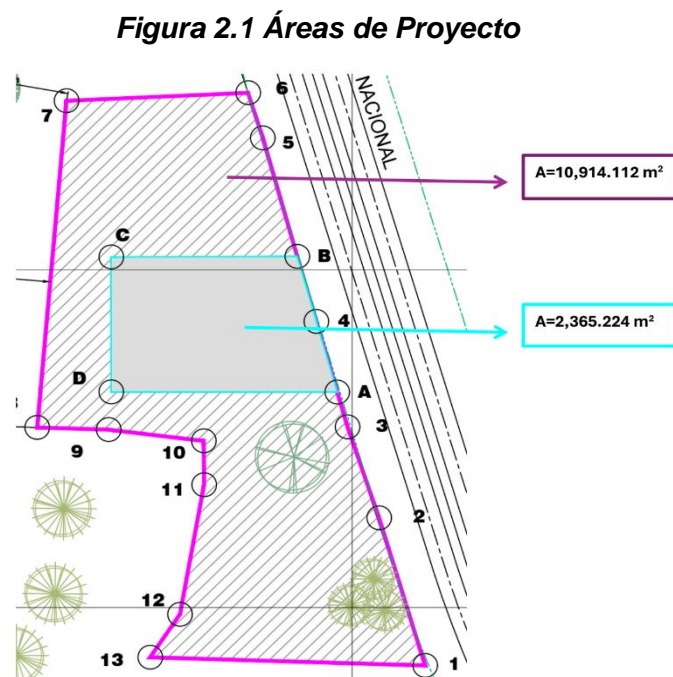 Figura 2.1 Áreas de Proyecto
7
6
5
NACIONAL
A=10,914.112 m²
C
B
4
A=2,365.224 m²
D
A
3
9
10
11
2
12
13
1